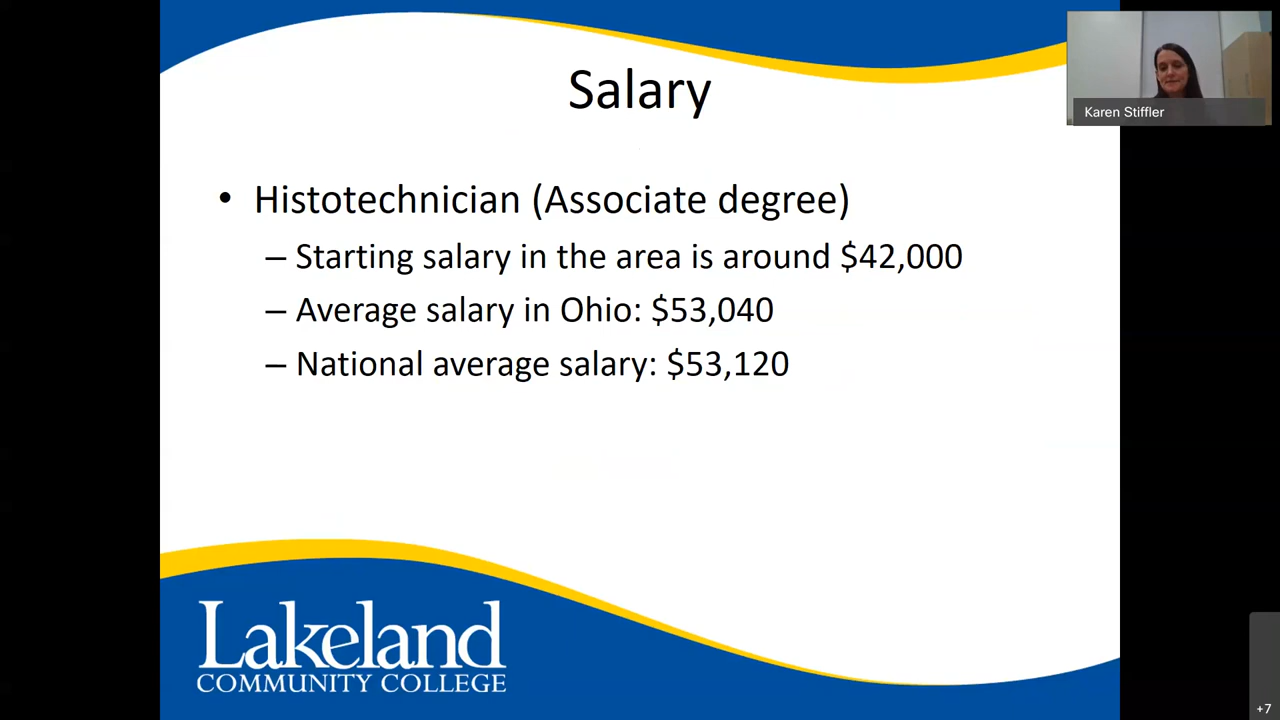 Salary
Karen Stiffler
• Histotechnician (Associate degree)
– Starting salary in the area is around $42,000
– Average salary in Ohio: $53,040
– National average salary: $53,120
Lakeland
COMMUNITY COLLEGE
+7